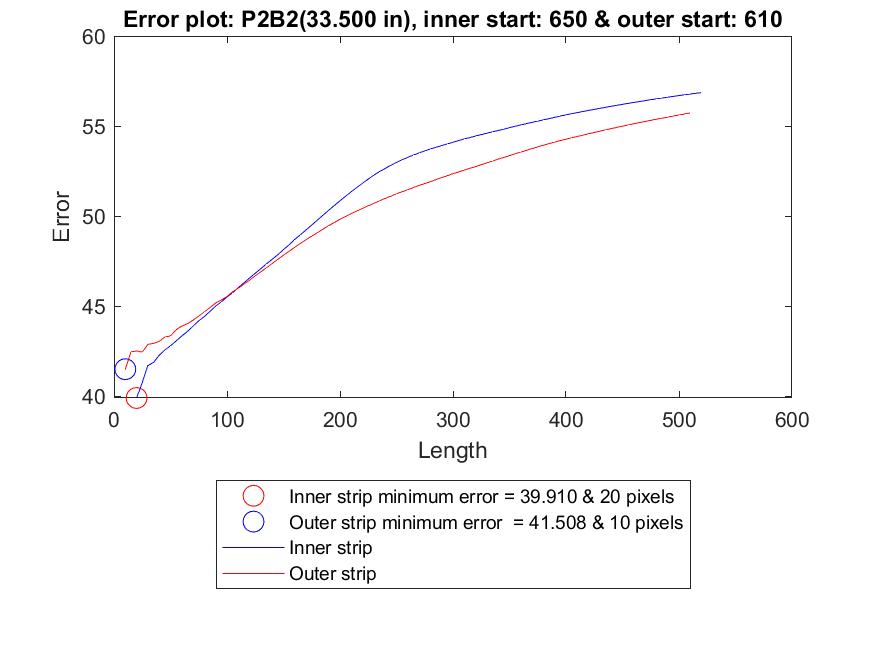 Error plot: P2B2(33.500 in), inner start: 650 & outer start: 610
60
55
50
45
40
Error
0 100 200 300 400 500 600
Length
Inner strip minimum error = 39.910 & 20 pixels
Outer strip minimum error  = 41.508 & 10 pixels
Inner strip
Outer strip